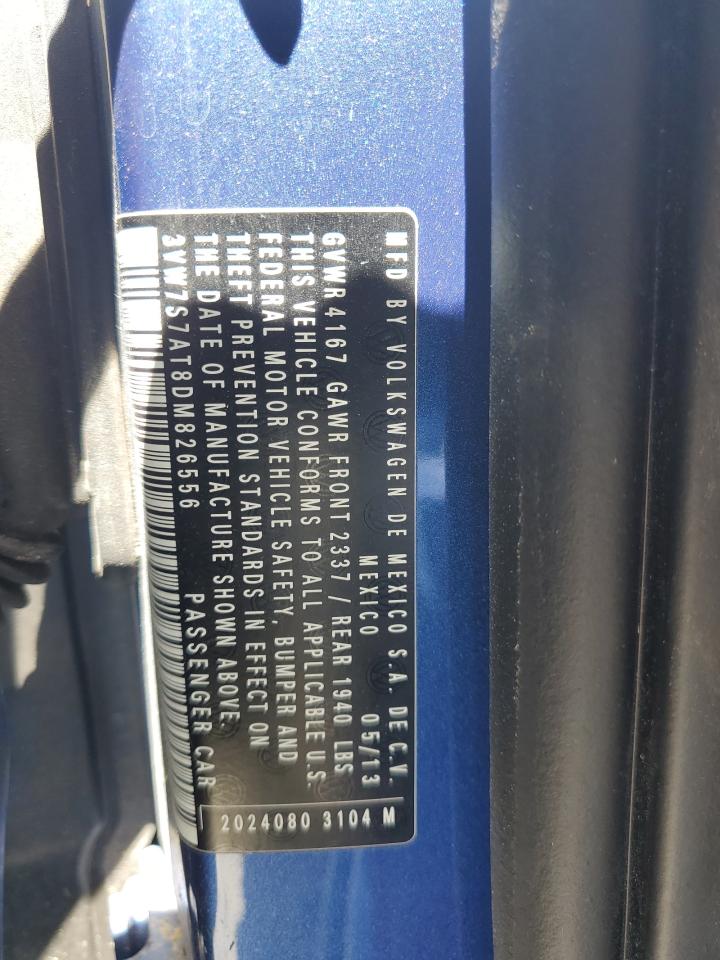 MFD BY VOLKSWAGEN DE MEXICO S.A. DE C.V.
MEXICO 05/13
GVWR 4167 GAWR FRONT 2337 / REAR 1940 LBS
THIS VEHICLE CONFORMS TO ALL APPLICABLE U.S.
FEDERAL MOTOR VEHICLE SAFETY, BUMPER AND
THEFT PREVENTION STANDARDS IN EFFECT ON
THE DATE OF MANUFACTURE SHOWN ABOVE.
3VW7S7AT8DM826556 PASSENGER CAR
2024080 3104 M